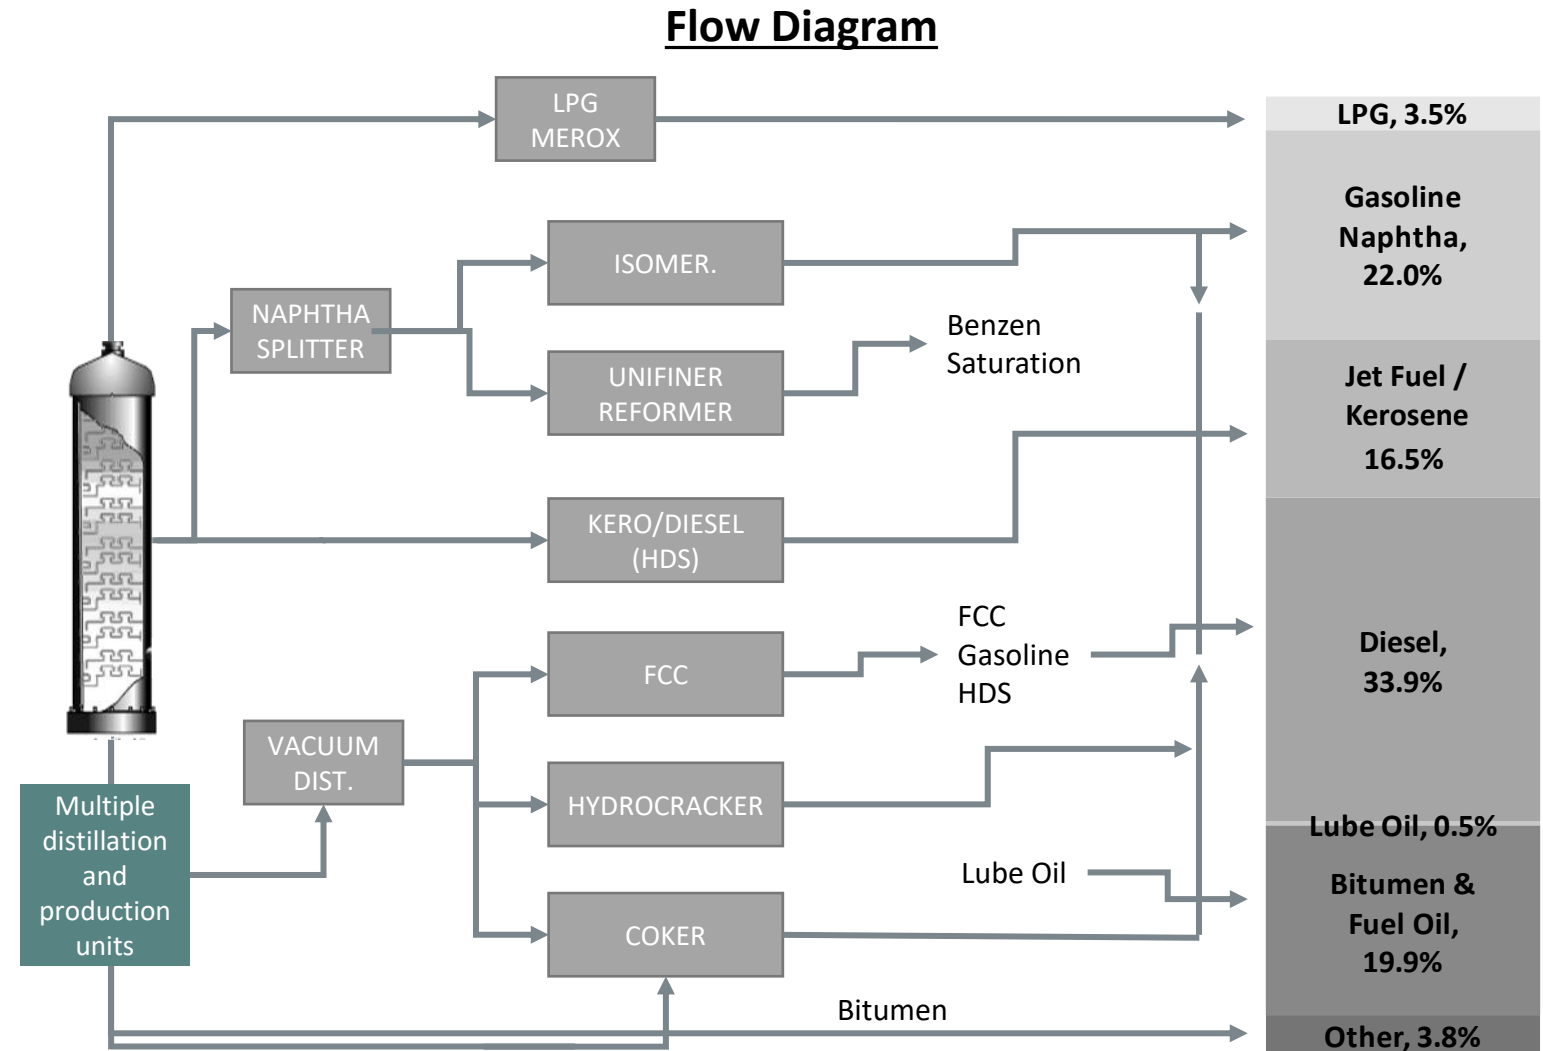 Flow Diagram
LPG
MEROX
LPG, 3.5%
ISOMER.
Gasoline
Naphtha,
22.0%
NAPHTHA
SPLITTER
Benzen
Saturation
UNIFINER
REFORMER
Jet Fuel /
Kerosene
16.5%
KERO/DIESEL
(HDS)
FCC
FCC
Gasoline
HDS
Diesel,
33.9%
VACUUM
DIST.
HYDROCRACKER
Multiple
distillation
and
production
units
Lube Oil, 0.5%
Lube Oil
Bitumen &
Fuel Oil,
19.9%
COKER
Bitumen
Other, 3.8%